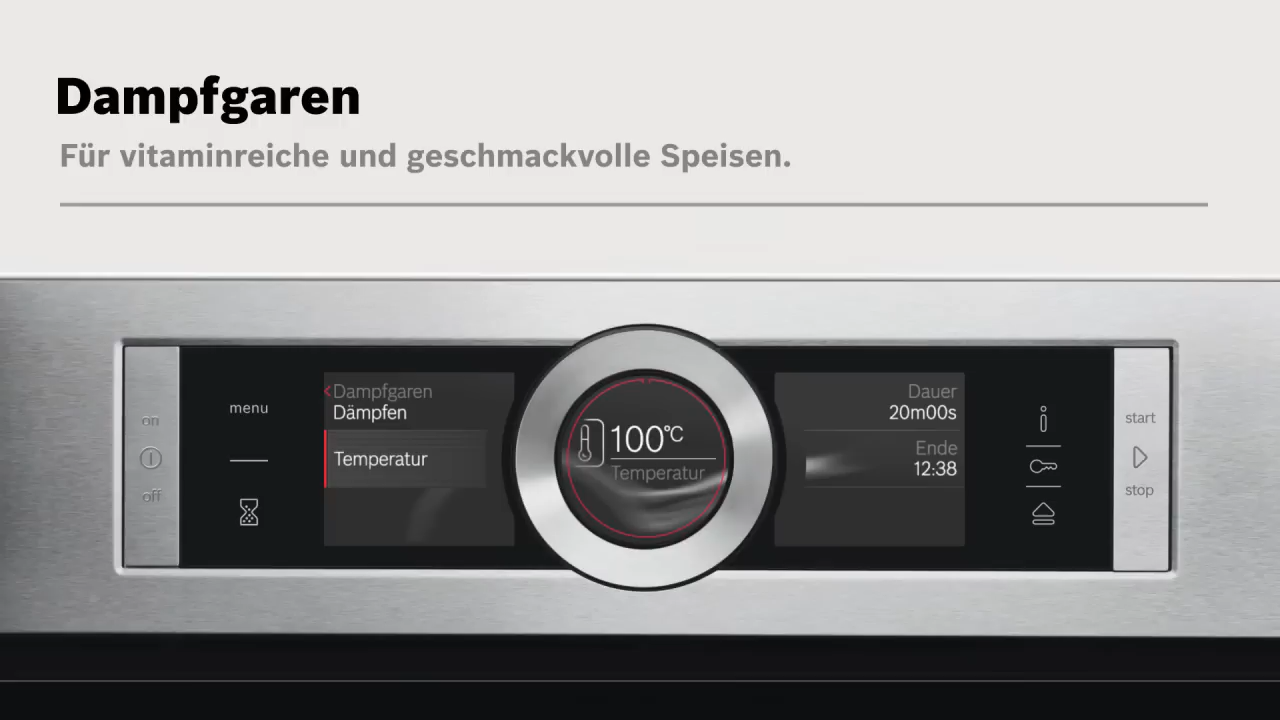 Dampfgaren
Für vitaminreiche und geschmackvolle Speisen.
on
off
menu
Dampfgaren
Dämpfen
Temperatur
100°C
Temperatur
Dauer
20m00s
Ende
12:38
start
stop